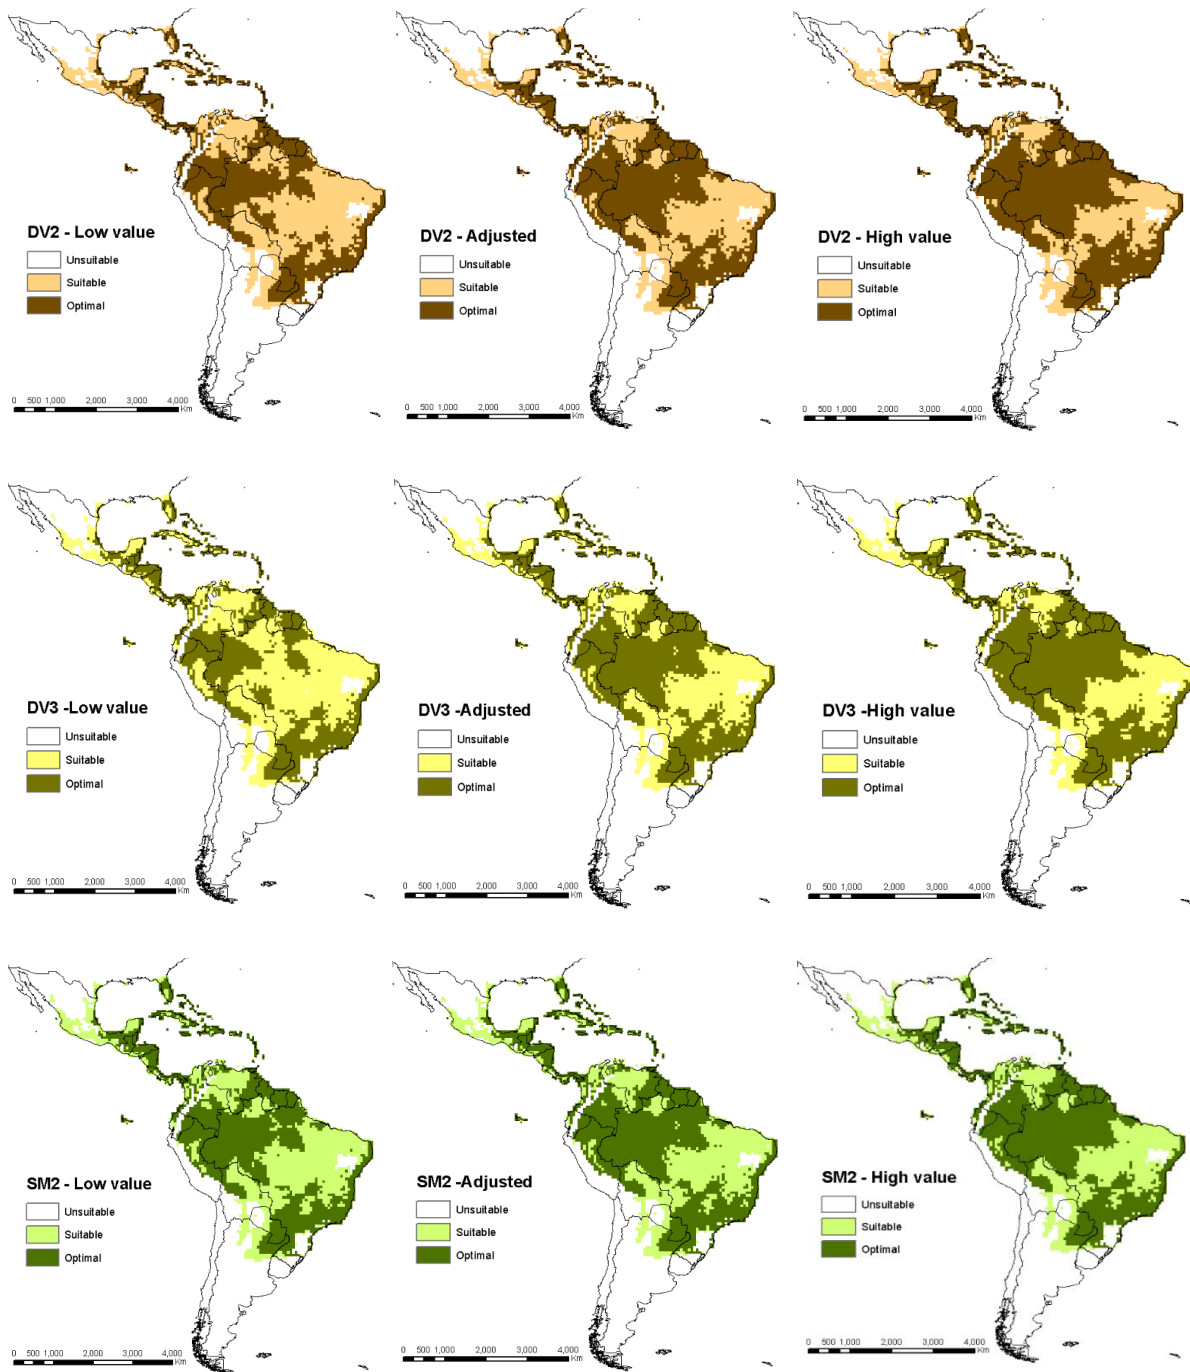 DV2 - Low value
Unsuitable
Suitable
Optimal
0 500 1,000 2,000 3,000 4,000
Km
DV2 - Adjusted
Unsuitable
Suitable
Optimal
0 500 1,000 2,000 3,000 4,000
Km
DV2 - High value
Unsuitable
Suitable
Optimal
0 500 1,000 2,000 3,000 4,000
Km
DV3 -Low value
Unsuitable
Suitable
Optimal
0 500 1,000 2,000 3,000 4,000
Km
DV3 -Adjusted
Unsuitable
Suitable
Optimal
0 500 1,000 2,000 3,000 4,000
Km
DV3 -High value
Unsuitable
Suitable
Optimal
0 500 1,000 2,000 3,000 4,000
Km
SM2 - Low value
Unsuitable
Suitable
Optimal
0 500 1,000 2,000 3,000 4,000
Km
SM2 -Adjusted
Unsuitable
Suitable
Optimal
0 500 1,000 2,000 3,000 4,000
Km
SM2 - High value
Unsuitable
Suitable
Optimal
0 500 1,000 2,000 3,000 4,000
Km